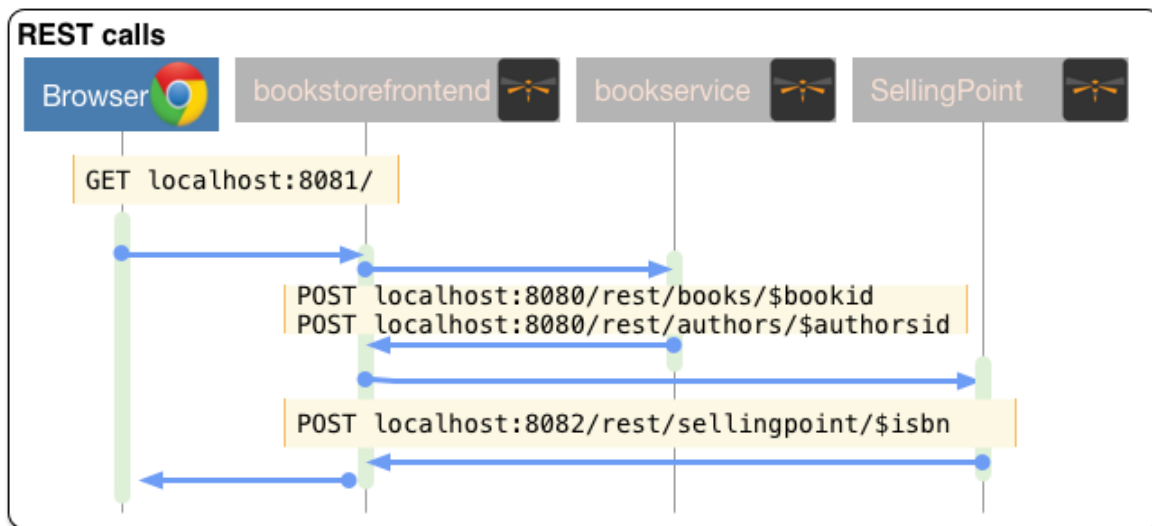 REST calls
Browser
bookstorefrontend
bookservice
SellingPoint
GET localhost:8081/
POST localhost:8080/rest/books/$bookid
POST localhost:8080/rest/authors/$authorsid
POST localhost:8082/rest/sellingpoint/$isbn